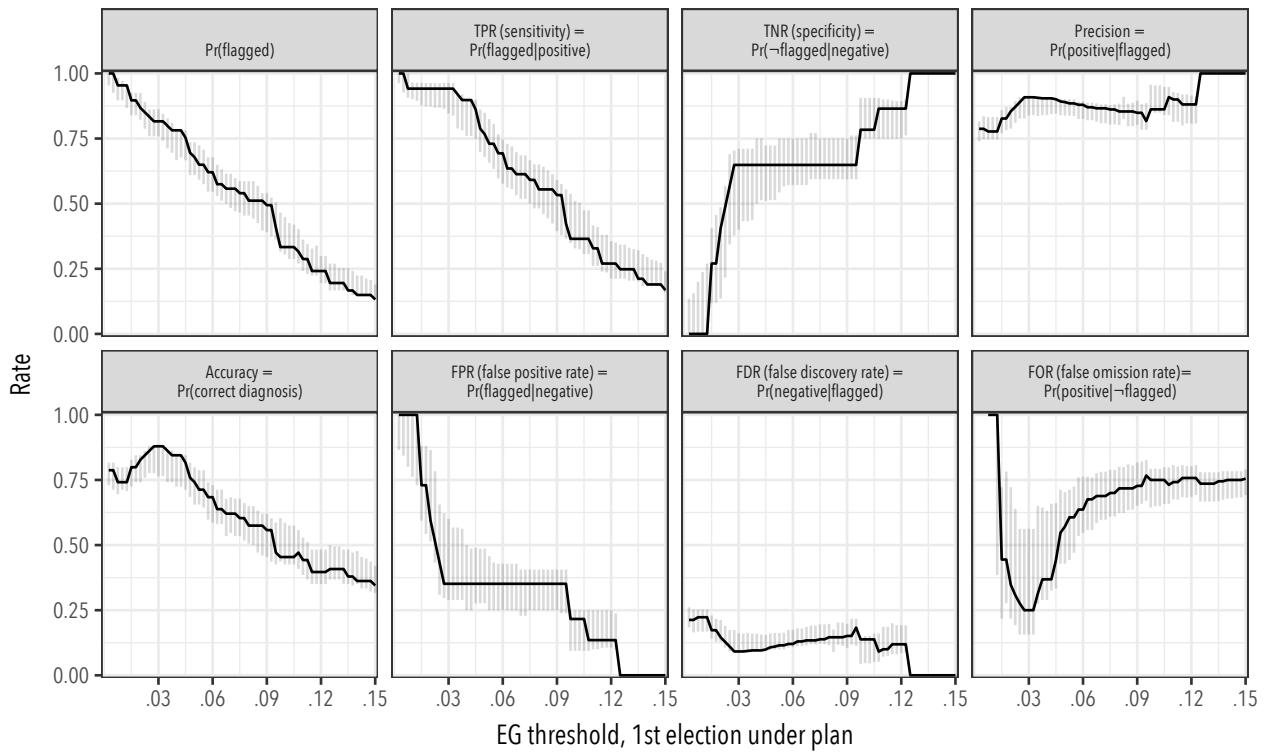 Pr(flagged)
TPR (sensitivity) =
Pr(flagged|positive)
TNR (specificity) =
Pr(¬flagged|negative)
Precision =
Pr(positive|flagged)
1.00
0.75
0.50
0.25
0.00
Rate
Accuracy =
Pr(correct diagnosis)
FPR (false positive rate) =
Pr(flagged|negative)
FDR (false discovery rate) =
Pr(negative|flagged)
FOR (false omission rate)=
Pr(positive|¬flagged)
1.00
0.75
0.50
0.25
0.00
.03 .06 .09 .12 .15
.03 .06 .09 .12 .15
.03 .06 .09 .12 .15
.03 .06 .09 .12 .15
EG threshold, 1st election under plan